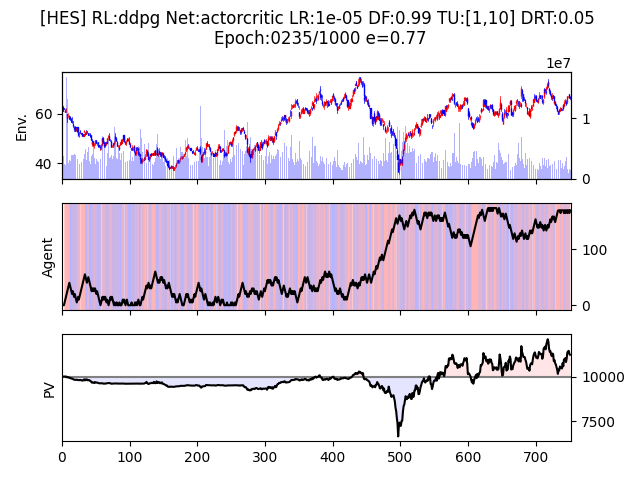 [HES] RL:ddpg Net:actorcritic LR:1e-05 DF:0.99 TU:[1,10] DRT:0.05
Epoch:0235/1000 e=0.77
1e7
Env.
60
40
1
0
Agent
100
0
PV
10000
7500
0 100 200 300 400 500 600 700